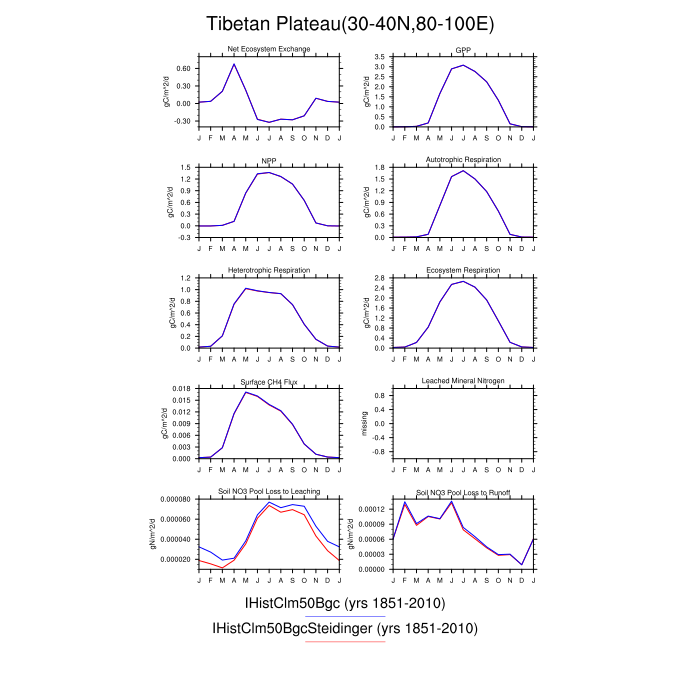 Tibetan Plateau(30-40N,80-100E)
Net Ecosystem Exchange
gC/m^2/d
0.60
0.30
0.00
-0.30
J F M A M J J A S O N D J
GPP
gC/m^2/d
3.5
3.0
2.5
2.0
1.5
1.0
0.5
0.0
J F M A M J J A S O N D J
NPP
gC/m^2/d
1.5
1.2
0.9
0.6
0.3
0.0
-0.3
J F M A M J J A S O N D J
Autotrophic Respiration
gC/m^2/d
1.8
1.5
1.2
0.9
0.6
0.3
0.0
J F M A M J J A S O N D J
Heterotrophic Respiration
gC/m^2/d
1.2
1.0
0.8
0.6
0.4
0.2
0.0
J F M A M J J A S O N D J
Ecosystem Respiration
gC/m^2/d
2.8
2.4
2.0
1.6
1.2
0.8
0.4
0.0
J F M A M J J A S O N D J
Surface CH4 Flux
gC/m^2/d
0.018
0.015
0.012
0.009
0.006
0.003
0.000
J F M A M J J A S O N D J
Leached Mineral Nitrogen
missing
0.8
0.4
0.0
-0.4
-0.8
J F M A M J J A S O N D J
Soil NO3 Pool Loss to Leaching
gN/m^2/d
0.000080
0.000060
0.000040
0.000020
J F M A M J J A S O N D J
Soil NO3 Pool Loss to Runoff
gN/m^2/d
0.00012
0.00009
0.00006
0.00003
0.00000
J F M A M J J A S O N D J
IHistClm50Bgc (yrs 1851-2010)
IHistClm50BgcSteidinger (yrs 1851-2010)